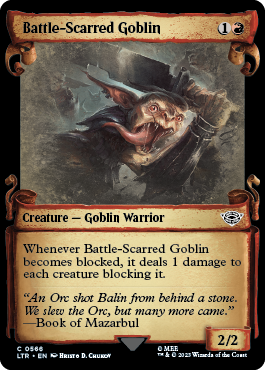 Battle-Scarred Goblin 1
Creature — Goblin Warrior
Whenever Battle-Scarred Goblin
becomes blocked, it deals 1 damage to
each creature blocking it.
“An Orc shot Balin from behind a stone.
We slew the Orc, but many more came.”
—Book of Mazarbul
2/2
C 0566
LTR • EN Hristo D. Chukov
© MEE
™ & © 2023 Wizards of the Coast